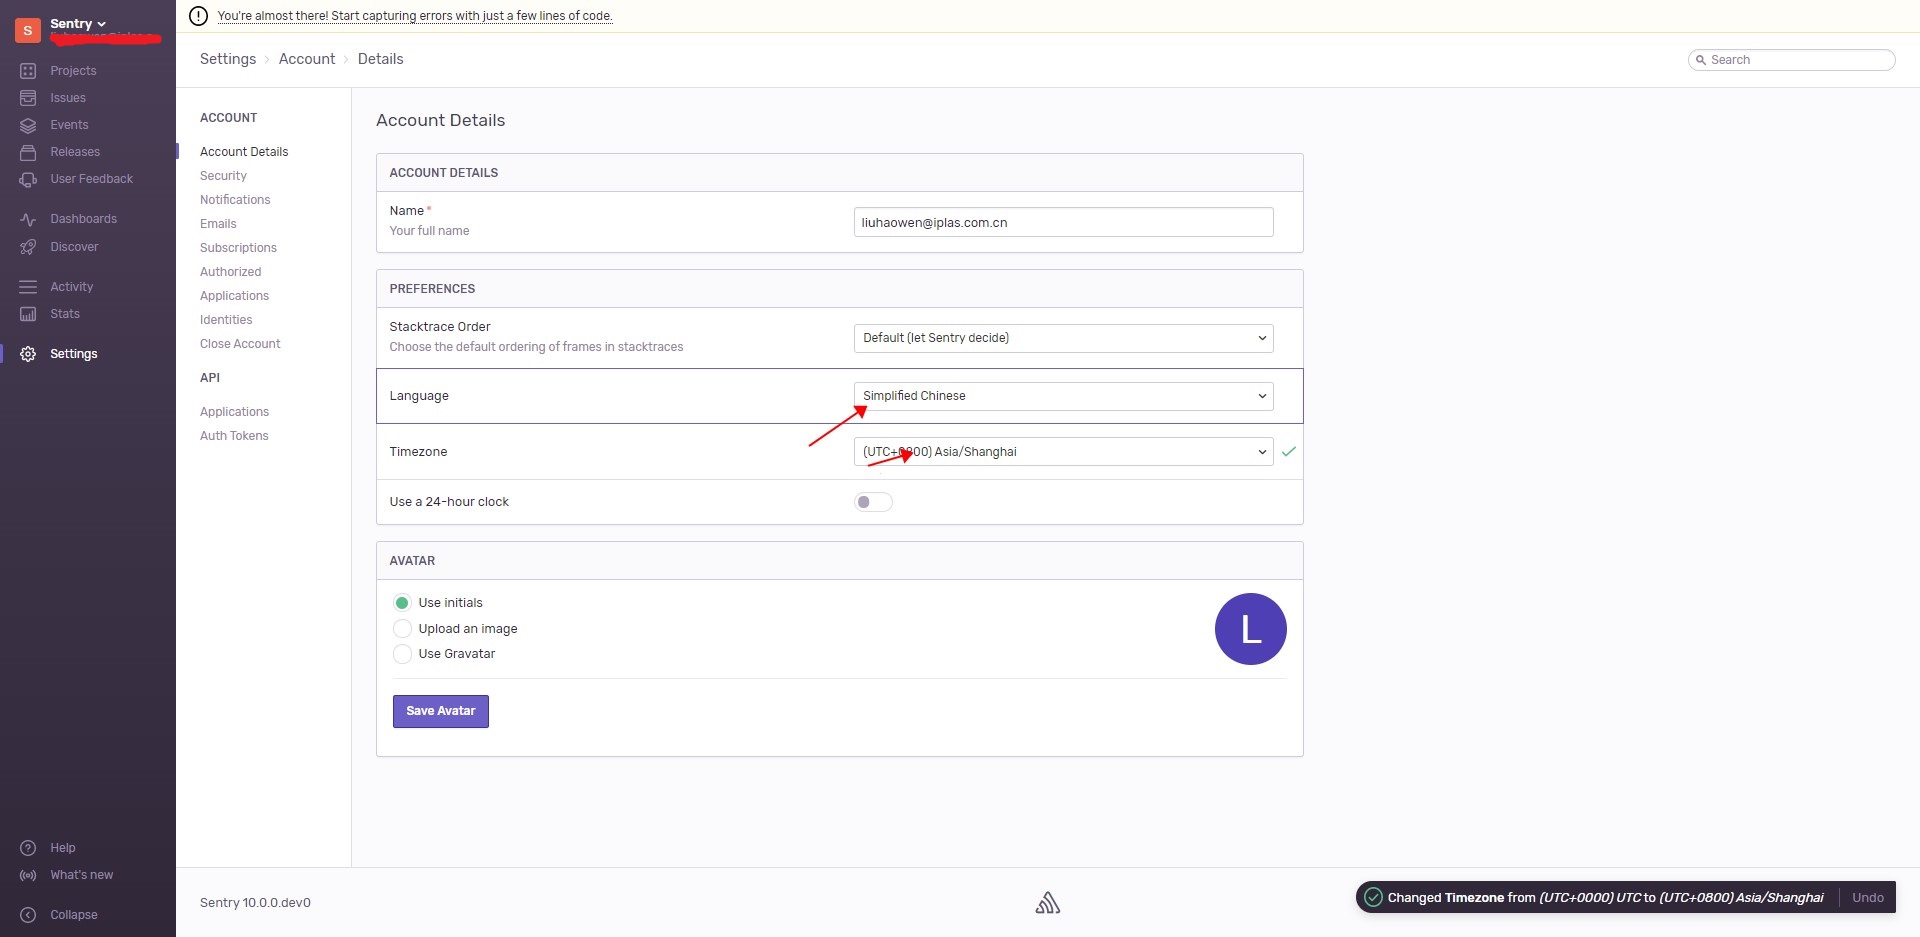 S
Sentry
Projects
Issues
Events
Releases
User Feedback
Dashboards
Discover
Activity
Stats
Settings
Help
What's new
Collapse
You're almost there! Start capturing errors with just a few lines of code.
Settings > Account > Details
Search
ACCOUNT
Account Details
Security
Notifications
Emails
Subscriptions
Authorized
Applications
Identities
Close Account
API
Applications
Auth Tokens
Account Details
ACCOUNT DETAILS
Name *
Your full name
liuhaowen@iplas.com.cn
PREFERENCES
Stacktrace Order
Choose the default ordering of frames in stacktraces
Default (let Sentry decide)
Language
Simplified Chinese
Timezone
(UTC+0800) Asia/Shanghai
Use a 24-hour clock
AVATAR
Use initials
Upload an image
Use Gravatar
L
Save Avatar
Sentry 10.0.0.dev0
Changed Timezone from (UTC+0000) UTC to (UTC+0800) Asia/Shanghai
Undo